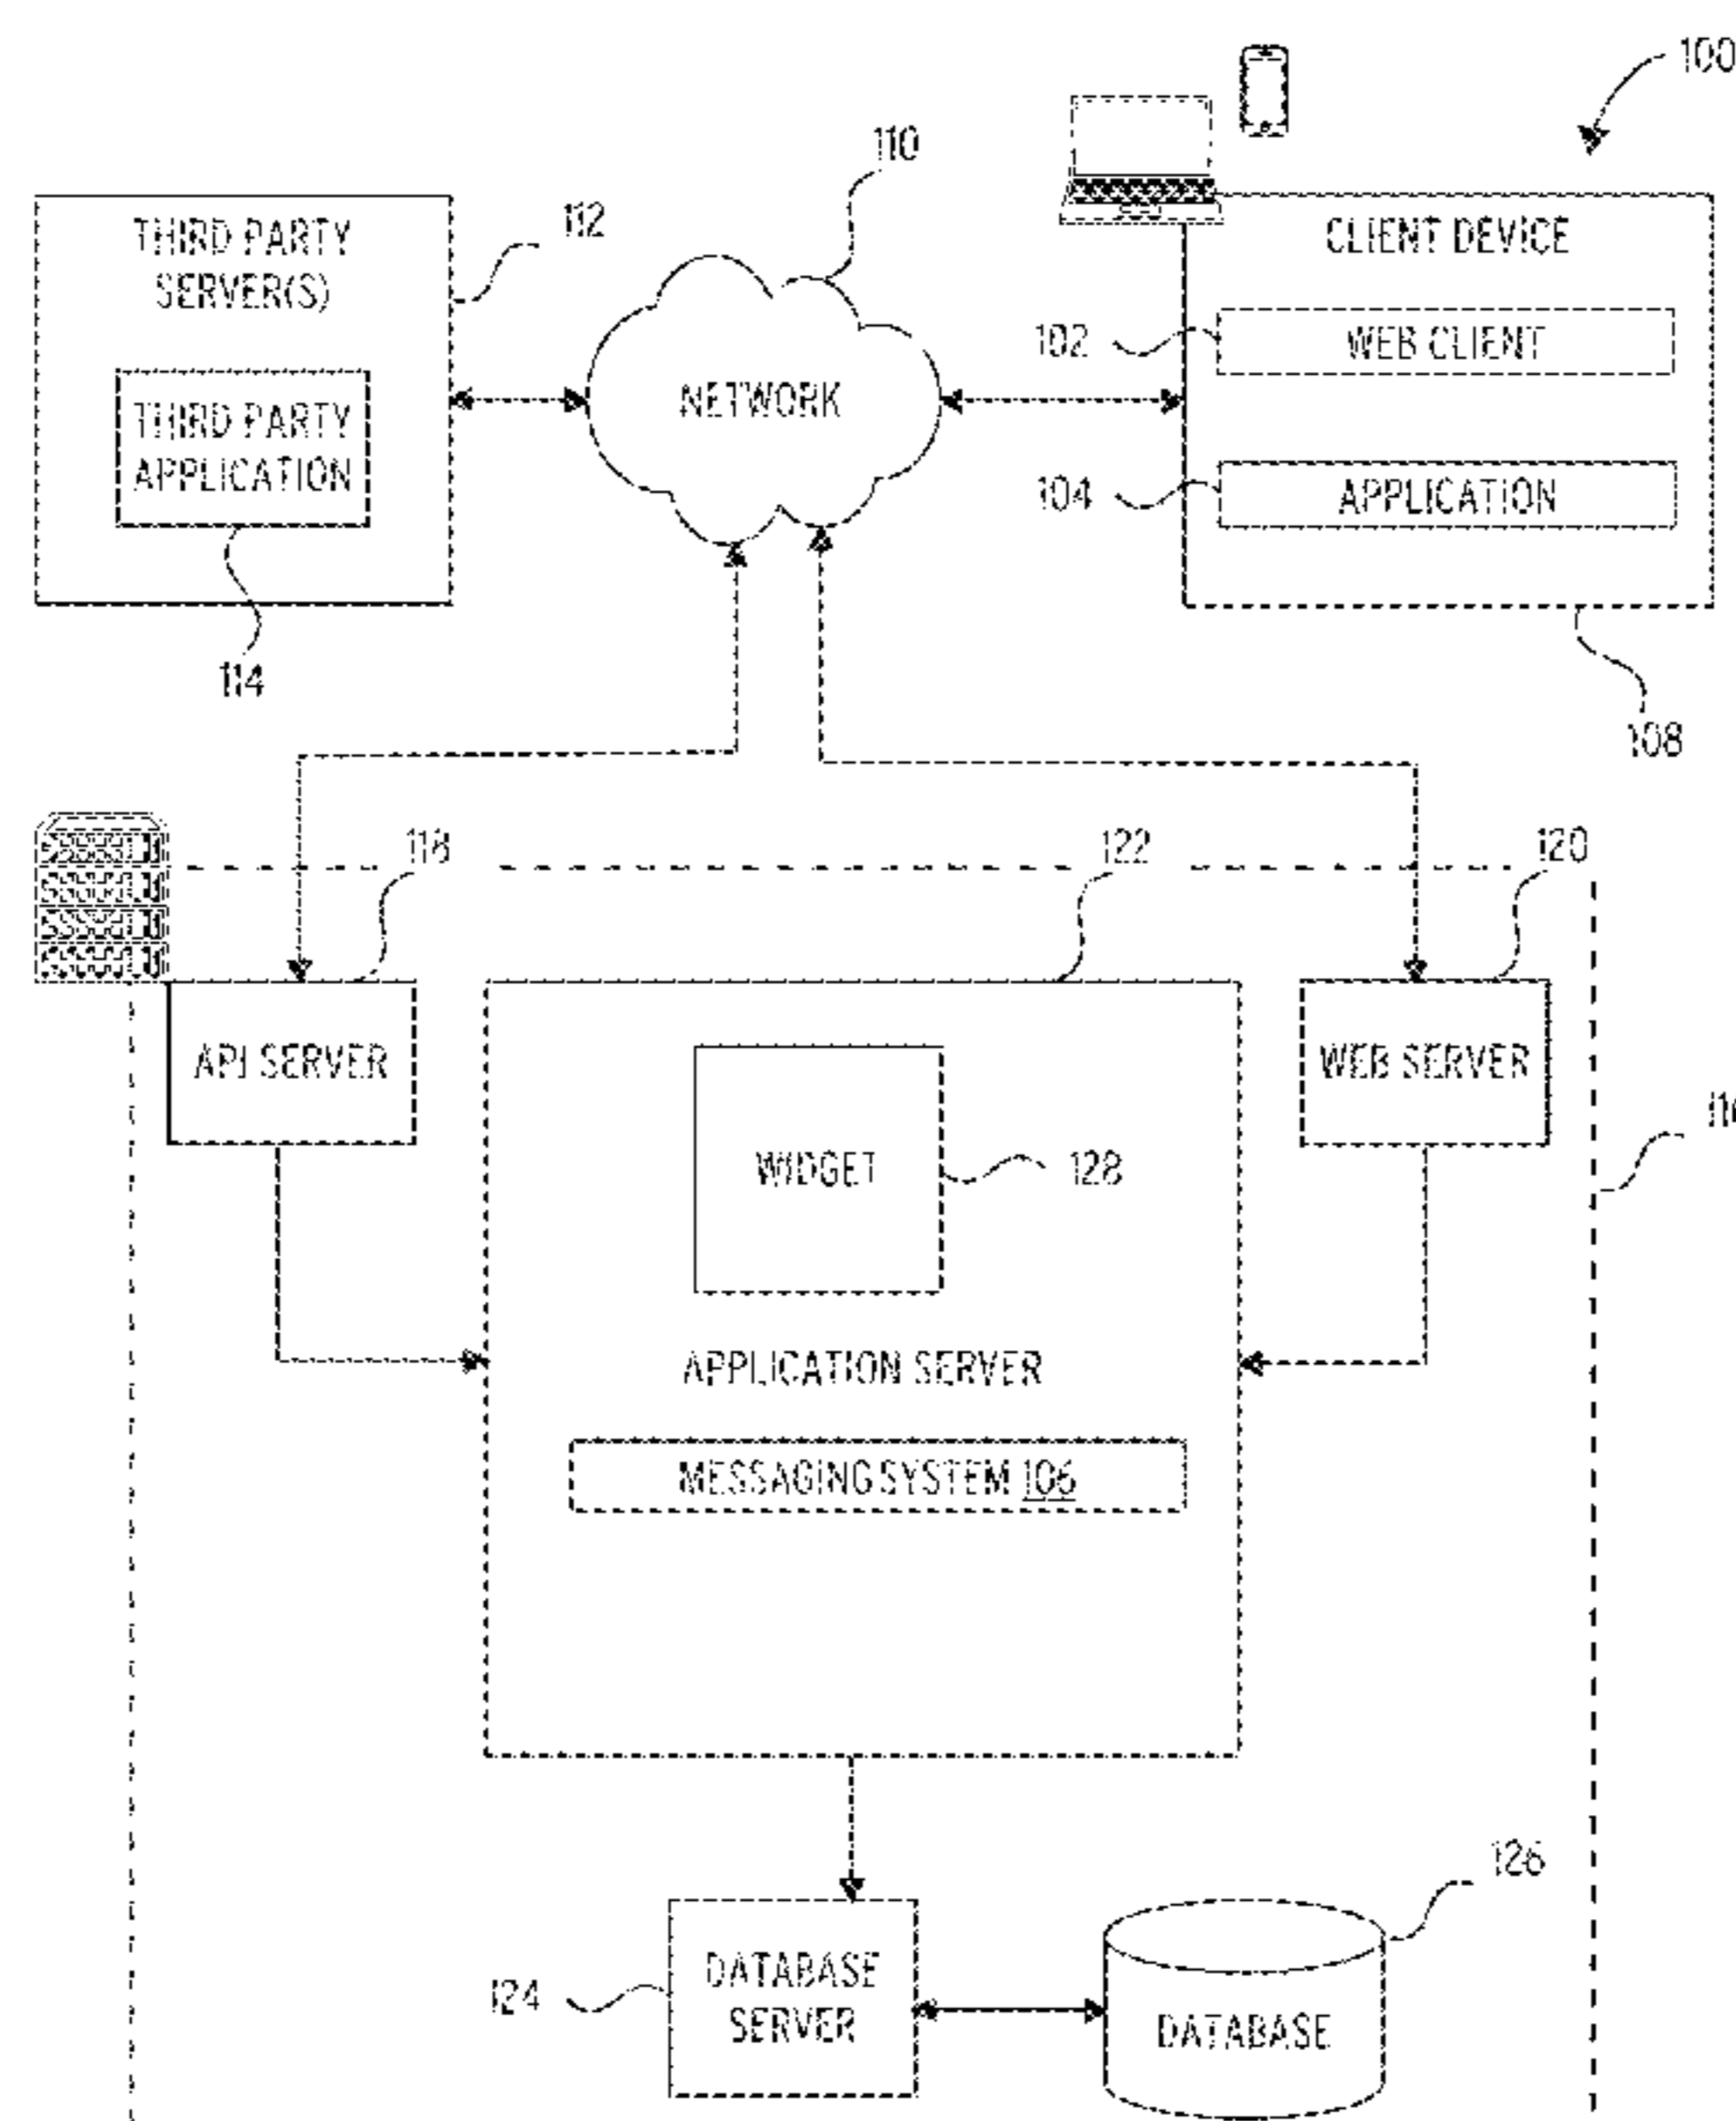 100
110
THIRD PARTY
SERVER(S)
112
CLIENT DEVICE
102
WEB CLIENT
NETWORK
THIRD PARTY
APPLICATION
104
APPLICATION
114
108
118
122
120
API SERVER
WEB SERVER
WIDGET
128
APPLICATION SERVER
MESSAGING SYSTEM 106
126
124
DATABASE
SERVER
DATABASE